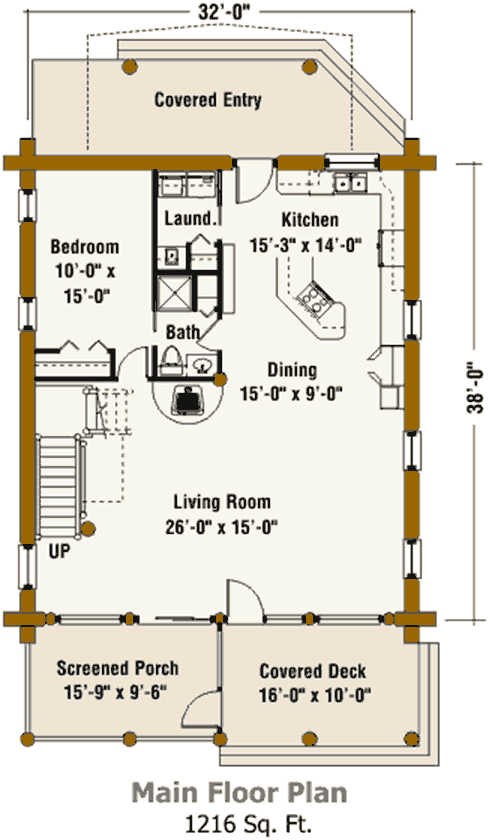 32'-0"
Covered Entry
Laund.
Kitchen
15'-3" x 14'-0"
Bedroom
10'-0" x
15'-0"
Bath
Dining
15'-0" x 9'-0"
38'-0"
Living Room
26'-0" x 15'-0"
UP
Screened Porch
15'-9" x 9'-6"
Covered Deck
16'-0" x 10'-0"
Main Floor Plan
1216 Sq. Ft.